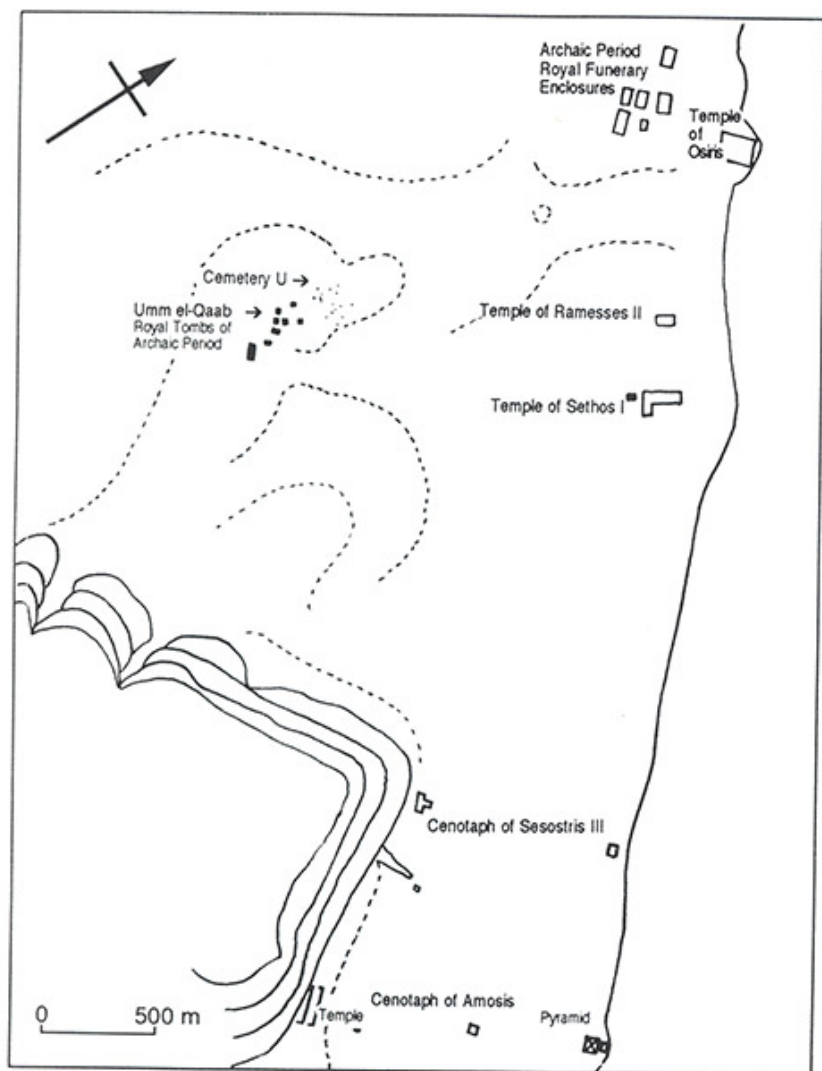 Archaic Period
Royal Funerary
Enclosures
Temple
of
Osiris
Cemetery U →
Umm el-Qaab →
Royal Tombs of
Archaic Period
Temple of Ramesses II
Temple of Sethos I
Cenotaph of Sesostris III
Cenotaph of Amosis
Temple
Pyramid
0 500 m